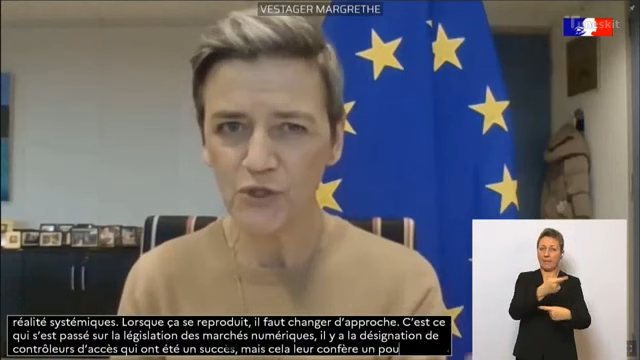 VESTAGER MARGRETHE
réalité systémiques. Lorsque ça se reproduit, il faut changer d'approche. C'est ce
qui s'est passé sur la législation des marchés numériques, il y a la désignation de
contrôleurs d'accès qui ont été un succès, mais cela leur confère un pou